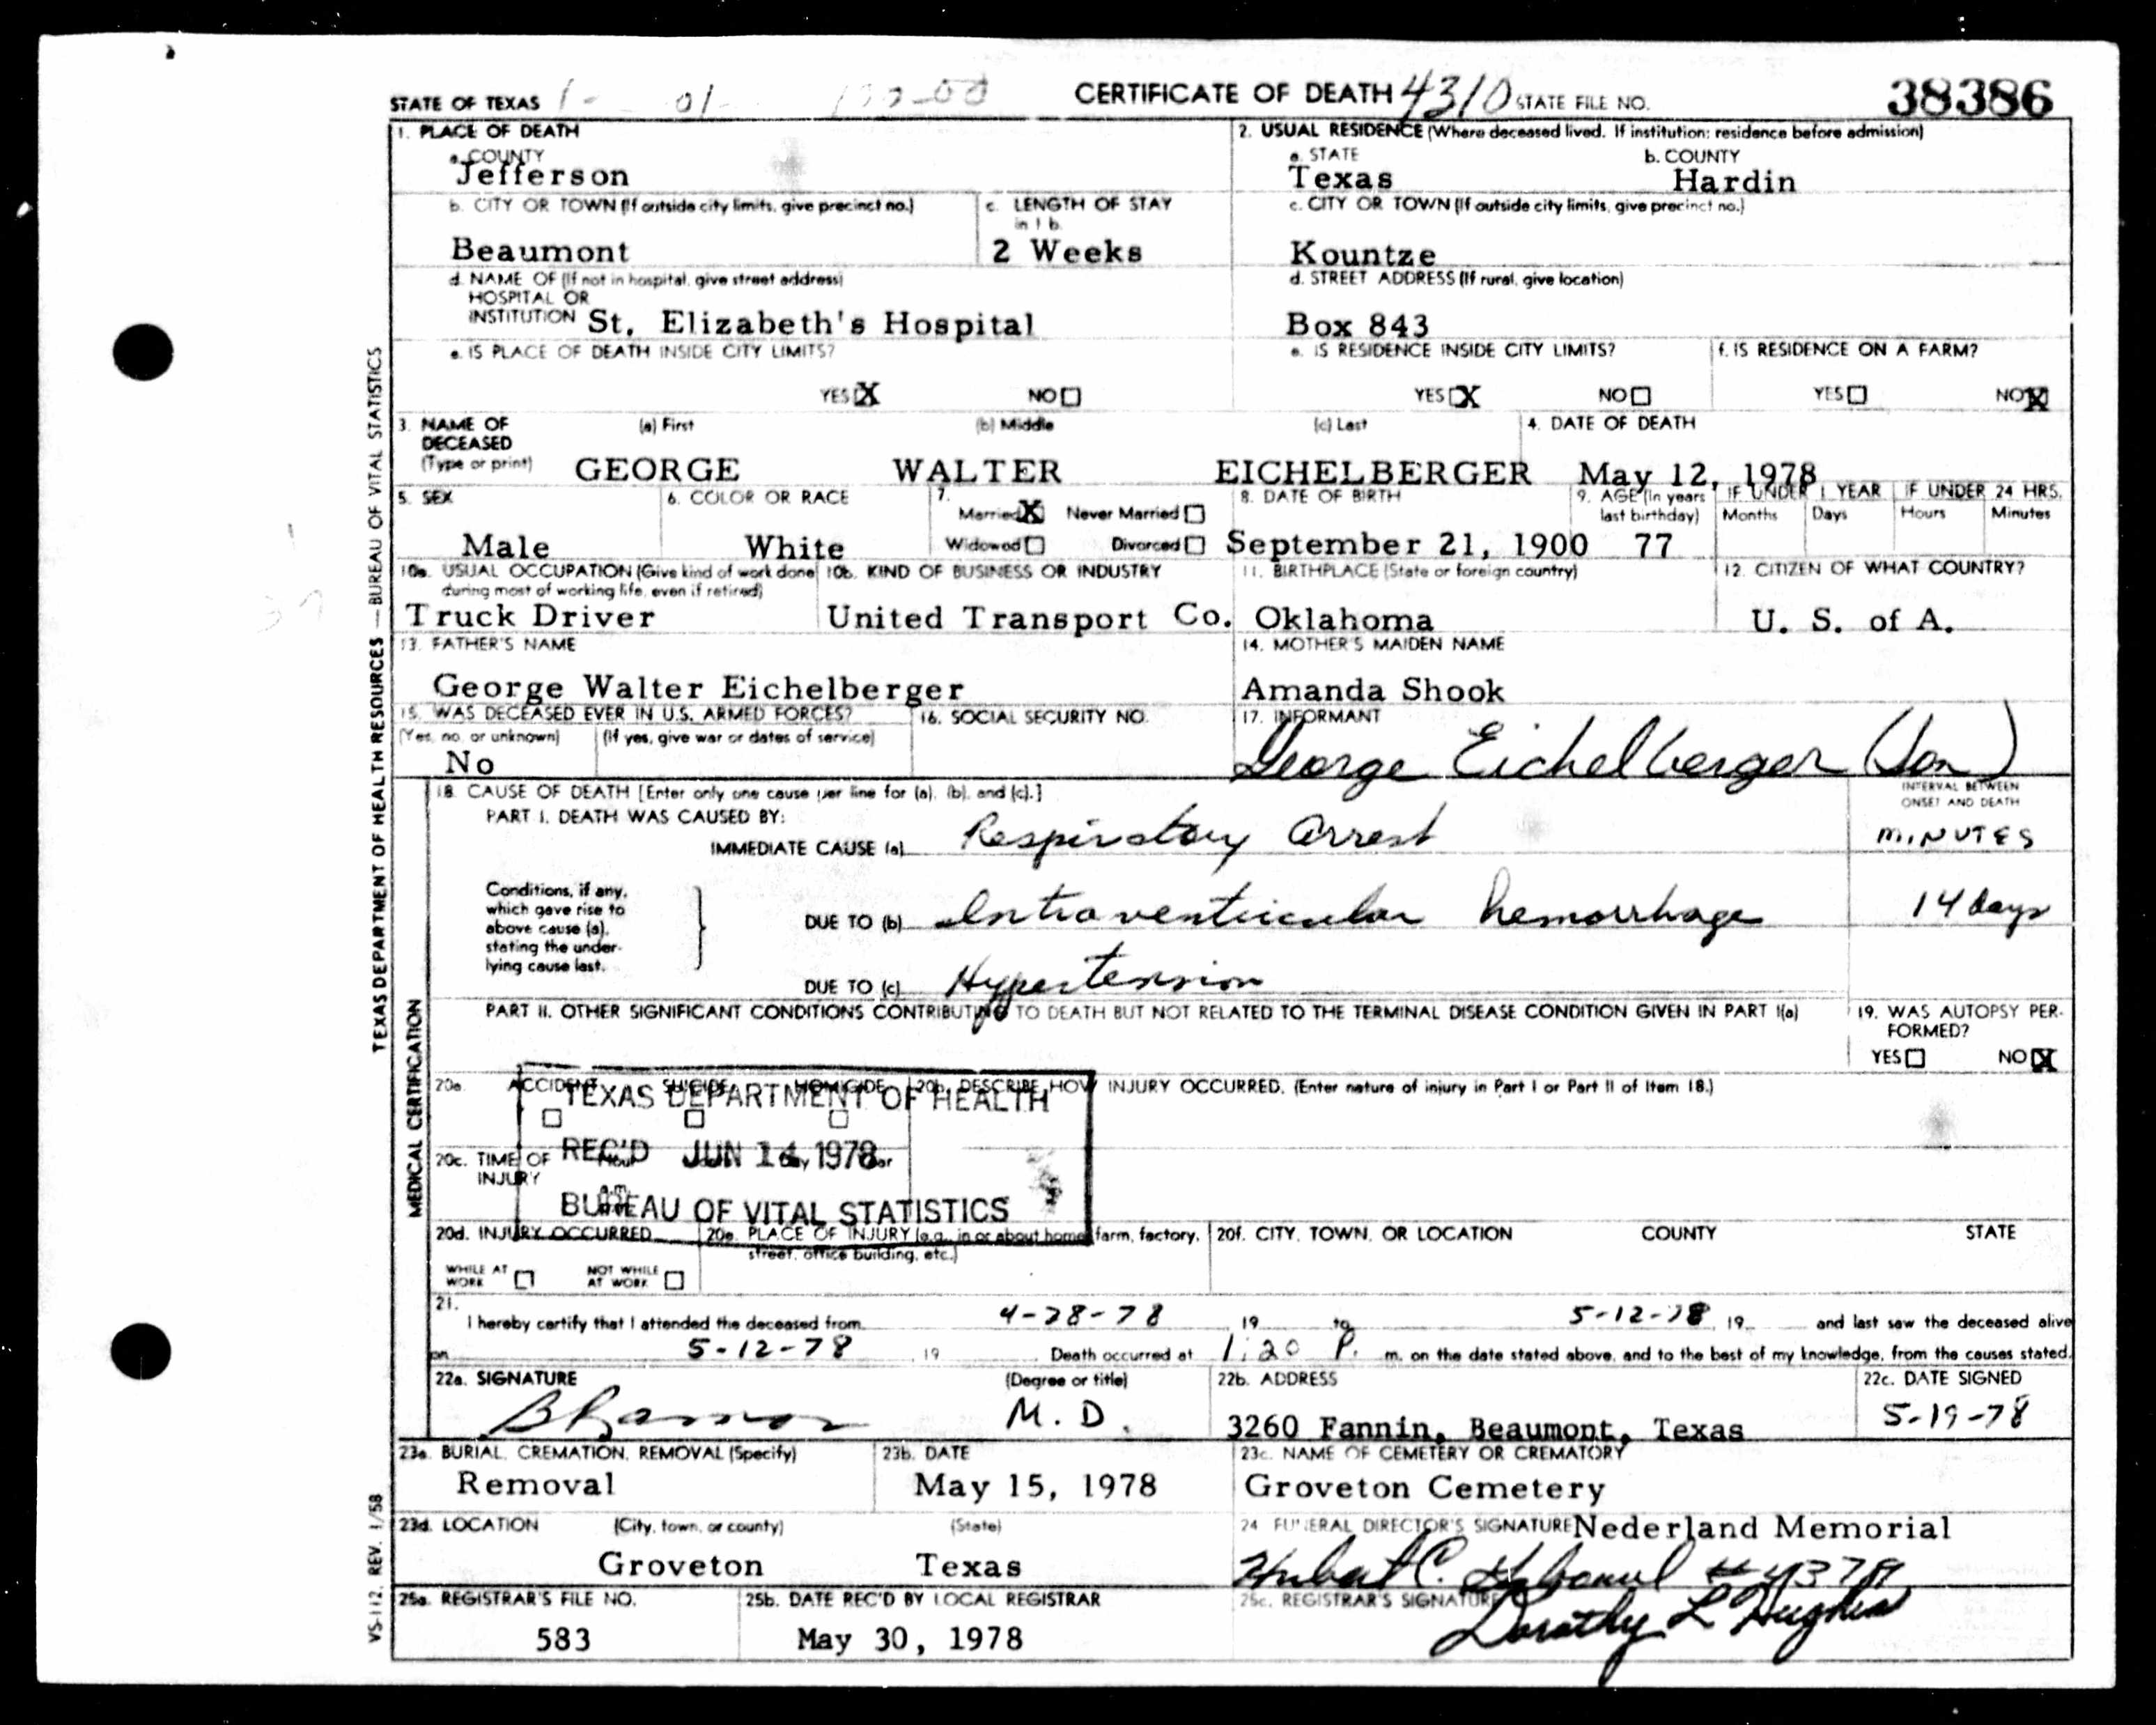 STATE OF TEXAS CERTIFICATE OF DEATH 4310 STATE FILE NO. 38386
1. PLACE OF DEATH
a. COUNTY
Jefferson
2. USUAL RESIDENCE (Where deceased lived. If institution: residence before admission)
a. STATE b. COUNTY
Texas Hardin
b. CITY OR TOWN (If outside city limits, give precinct no.) c. LENGTH OF STAY in 1 b.
Beaumont 2 Weeks
c. CITY OR TOWN (If outside city limits, give precinct no.)
Kountze
d. NAME OF (If not in hospital, give street address)
HOSPITAL OR
INSTITUTION St. Elizabeth's Hospital
d. STREET ADDRESS (If rural, give location)
Box 843
e. IS PLACE OF DEATH INSIDE CITY LIMITS?
YES X NO
e. IS RESIDENCE INSIDE CITY LIMITS? f. IS RESIDENCE ON A FARM?
YES X NO YES NO X
3. NAME OF DECEASED (Type or print) (a) First (b) Middle (c) Last 4. DATE OF DEATH
GEORGE WALTER EICHELBERGER May 12, 1978
5. SEX 6. COLOR OR RACE 7. Married X Never Married Widowed Divorced 8. DATE OF BIRTH 9. AGE (In years last birthday) IF UNDER 1 YEAR Months Days IF UNDER 24 HRS. Hours Minutes
Male White September 21, 1900 77
10a. USUAL OCCUPATION (Give kind of work done during most of working life, even if retired) 10b. KIND OF BUSINESS OR INDUSTRY 11. BIRTHPLACE (State or foreign country) 12. CITIZEN OF WHAT COUNTRY?
Truck Driver United Transport Co. Oklahoma U. S. of A.
13. FATHER'S NAME 14. MOTHER'S MAIDEN NAME
George Walter Eichelberger Amanda Shook
15. WAS DECEASED EVER IN U.S. ARMED FORCES? 16. SOCIAL SECURITY NO. 17. INFORMANT
(Yes, no, or unknown) (If yes, give war or dates of service)
No George Eichelberger (Son)
18. CAUSE OF DEATH [Enter only one cause per line for (a), (b), and (c).] INTERVAL BETWEEN ONSET AND DEATH
PART I. DEATH WAS CAUSED BY:
IMMEDIATE CAUSE (a) Respiratory arrest MINUTES
Conditions, if any, which gave rise to above cause (a), stating the underlying cause last.
DUE TO (b) Intraventricular hemorrhage 14 days
DUE TO (c) Hypertension
PART II. OTHER SIGNIFICANT CONDITIONS CONTRIBUTING TO DEATH BUT NOT RELATED TO THE TERMINAL DISEASE CONDITION GIVEN IN PART I(a) 19. WAS AUTOPSY PERFORMED?
YES NO X
20a. ACCIDENT SUICIDE HOMICIDE 20b. DESCRIBE HOW INJURY OCCURRED. (Enter nature of injury in Part I or Part II of Item 18.)
TEXAS DEPARTMENT OF HEALTH
REC'D JUN 14 1978
BUREAU OF VITAL STATISTICS
20c. TIME OF INJURY
20d. INJURY OCCURRED 20e. PLACE OF INJURY (e.g., in or about home, farm, factory, street, office building, etc.) 20f. CITY, TOWN, OR LOCATION COUNTY STATE
WHILE AT WORK NOT WHILE AT WORK
21.
I hereby certify that I attended the deceased from 4-28-78 19 to 5-12-78, 19 and last saw the deceased alive
on 5-12-78, 19 Death occurred at 1:20 P. m. on the date stated above, and to the best of my knowledge, from the causes stated.
22a. SIGNATURE (Degree or title) 22b. ADDRESS 22c. DATE SIGNED
M.D. 3260 Fannin, Beaumont, Texas 5-19-78
23a. BURIAL, CREMATION, REMOVAL (Specify) 23b. DATE 23c. NAME OF CEMETERY OR CREMATORY
Removal May 15, 1978 Groveton Cemetery
23d. LOCATION (City, town, or county) (State) 24 FUNERAL DIRECTOR'S SIGNATURE Nederland Memorial
Groveton Texas Hubert C.
25a. REGISTRAR'S FILE NO. 25b. DATE REC'D BY LOCAL REGISTRAR 25c. REGISTRAR'S SIGNATURE
583 May 30, 1978 Dorothy L Hughes
TEXAS DEPARTMENT OF HEALTH RESOURCES — BUREAU OF VITAL STATISTICS
MEDICAL CERTIFICATION
VS-112, REV. 1/58